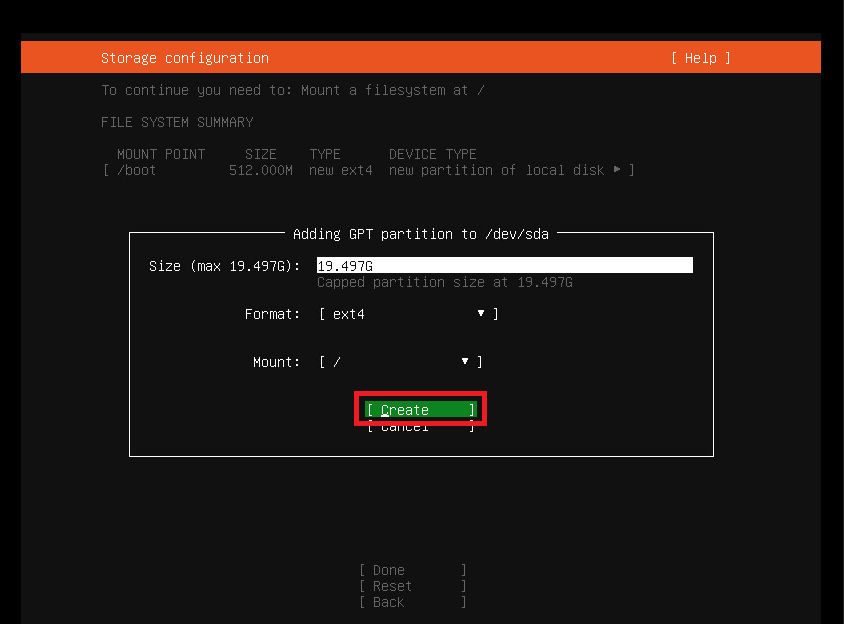 Storage configuration [ Help ]
To continue you need to: Mount a filesystem at /
FILE SYSTEM SUMMARY
MOUNT POINT SIZE TYPE DEVICE TYPE
[ /boot 512.000M new ext4 new partition of local disk ▸ ]
Adding GPT partition to /dev/sda
Size (max 19.497G): 19.497G
Capped partition size at 19.497G
Format: [ ext4 ▾ ]
Mount: [ / ▾ ]
[ Create ]
[ Cancel ]
[ Done ]
[ Reset ]
[ Back ]